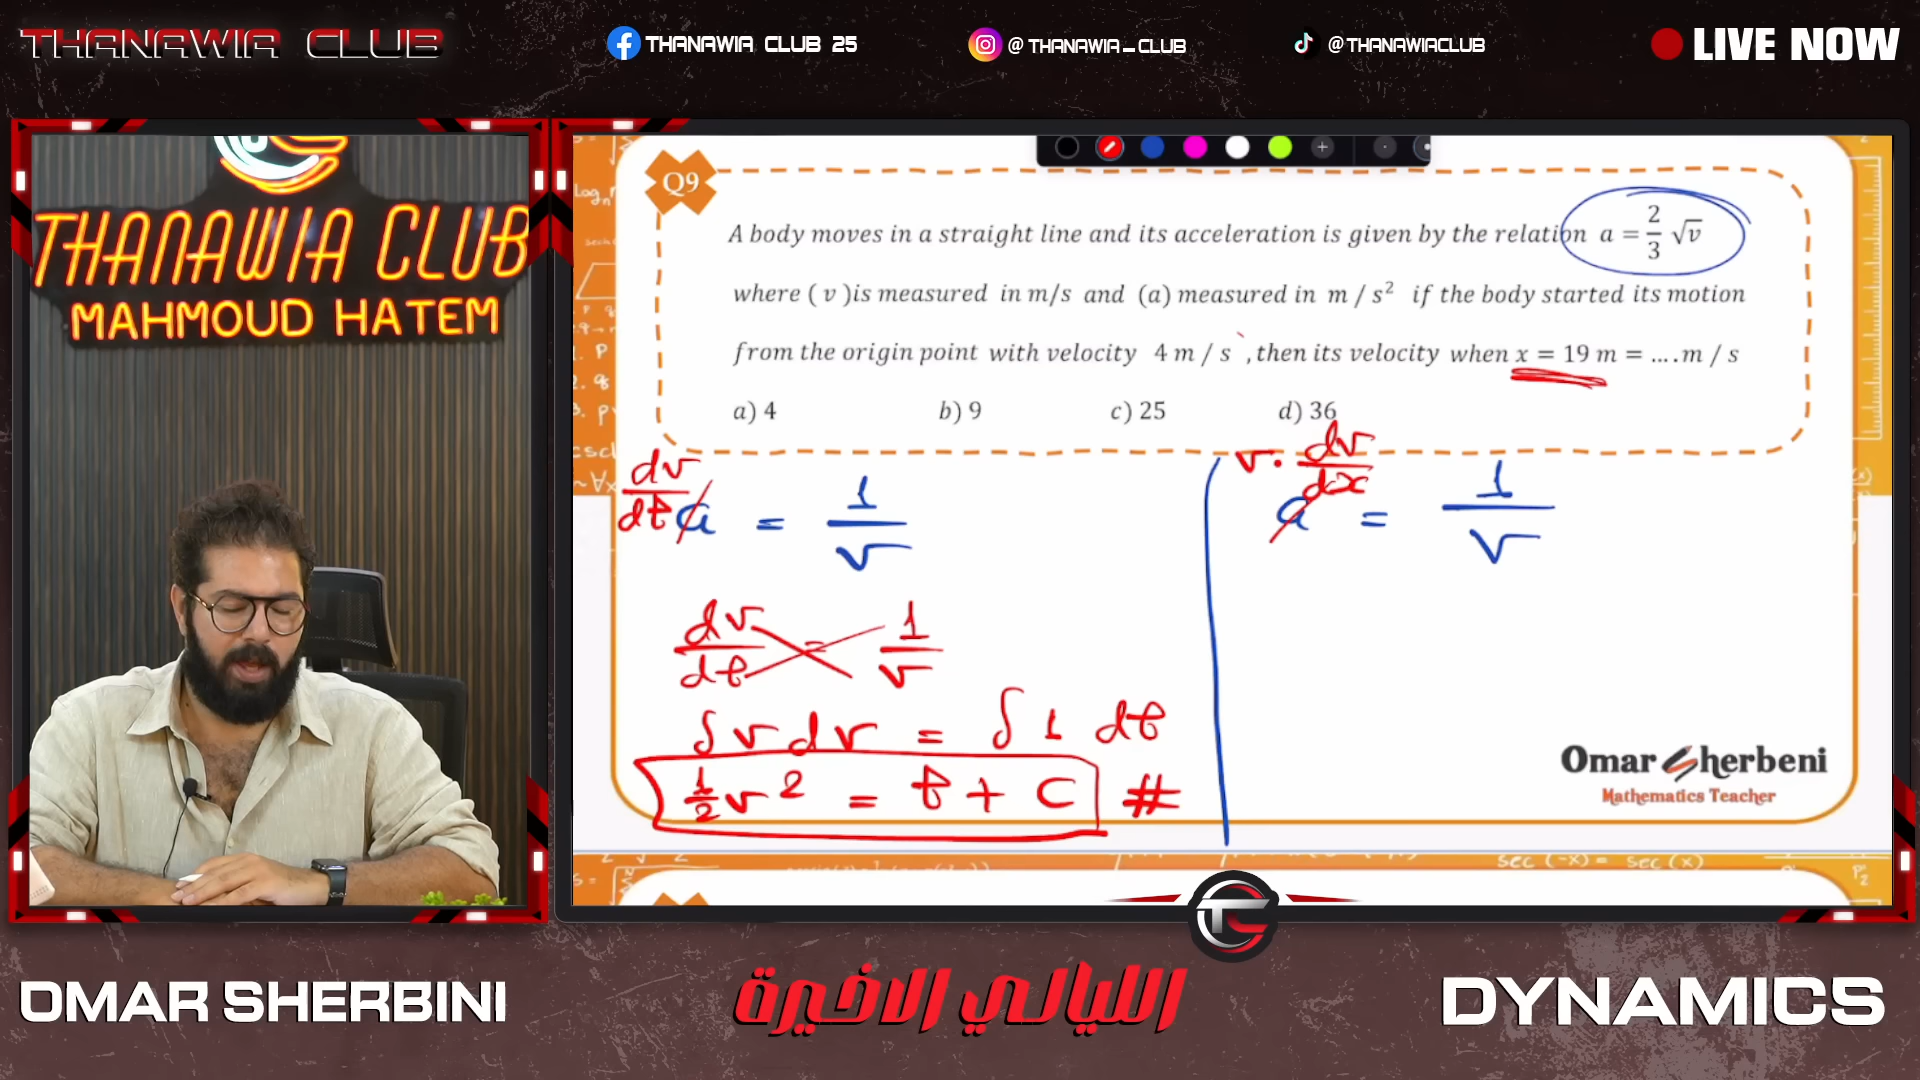 THANAWIA CLUB
THANAWIA CLUB 25
@ THANAWIA_CLUB
@THANAWIACLUB
LIVE NOW
THANAWIA CLUB
MAHMOUD HATEM
Q9
A body moves in a straight line and its acceleration is given by the relation a = 2/3 √v
where ( v )is measured in m/s and (a) measured in m / s² if the body started its motion
from the origin point with velocity 4 m / s , then its velocity when x = 19 m = ....m / s
a) 4 b) 9 c) 25 d) 36
dv/dt a = 1/v
dv/dt = 1/v
∫ v dv = ∫ 1 dt
1/2 v² = t + C #
v . dv/dx
a = 1/v
Omar Sherbeni
Mathematics Teacher
sec (-x) = sec (x)
TC
OMAR SHERBINI
الليالي الاخيرة
DYNAMICS